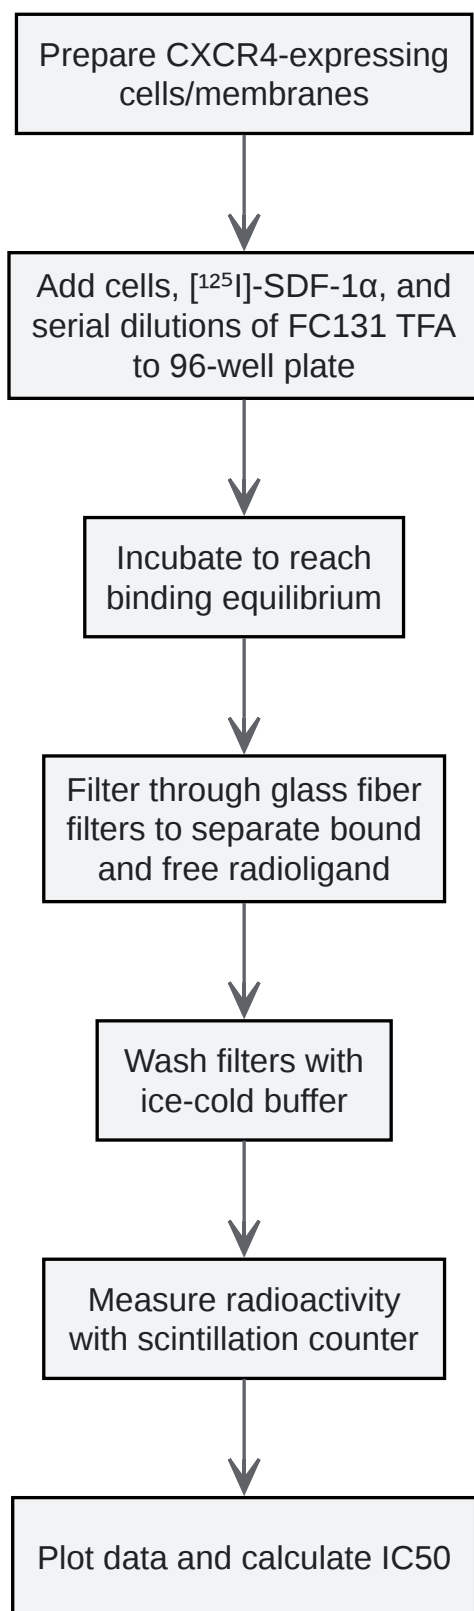 Prepare CXCR4-expressing
cells/membranes
Add cells, [¹²⁵I]-SDF-1α, and
serial dilutions of FC131 TFA
to 96-well plate
Incubate to reach
binding equilibrium
Filter through glass fiber
filters to separate bound
and free radioligand
Wash filters with
ice-cold buffer
Measure radioactivity
with scintillation counter
Plot data and calculate IC50